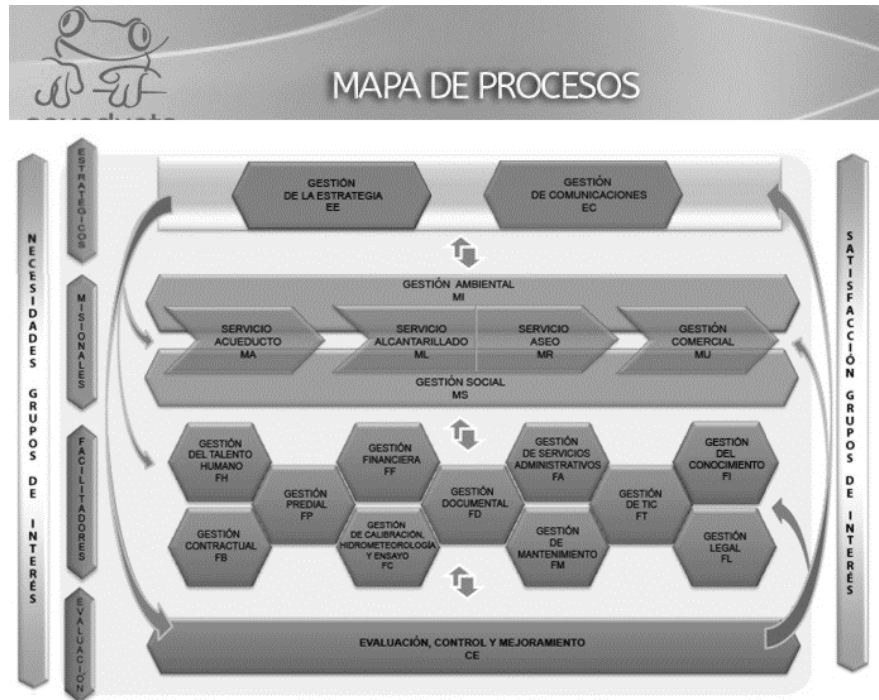 acueducto
MAPA DE PROCESOS
NECESIDADES GRUPOS DE INTERÉS
ESTRATÉGICOS
GESTIÓN
DE LA ESTRATEGIA
EE
GESTIÓN
DE COMUNICACIONES
EC
MISIONALES
GESTIÓN AMBIENTAL
MI
SERVICIO
ACUEDUCTO
MA
SERVICIO
ALCANTARILLADO
ML
SERVICIO
ASEO
MR
GESTIÓN
COMERCIAL
MU
GESTIÓN SOCIAL
MS
FACILITADORES
GESTIÓN
DEL TALENTO
HUMANO
FH
GESTIÓN
FINANCIERA
FF
GESTIÓN
DE SERVICIOS
ADMINISTRATIVOS
FA
GESTIÓN
DEL
CONOCIMIENTO
FI
GESTIÓN
PREDIAL
FP
GESTIÓN
DOCUMENTAL
FD
GESTIÓN
DE TIC
FT
GESTIÓN
CONTRACTUAL
FB
GESTIÓN
DE CALIBRACIÓN,
HIDROMETEOROLOGÍA
Y ENSAYO
FC
GESTIÓN
DE
MANTENIMIENTO
FM
GESTIÓN
LEGAL
FL
EVALUACIÓN
EVALUACIÓN, CONTROL Y MEJORAMIENTO
CE
SATISFACCIÓN GRUPOS DE INTERÉS